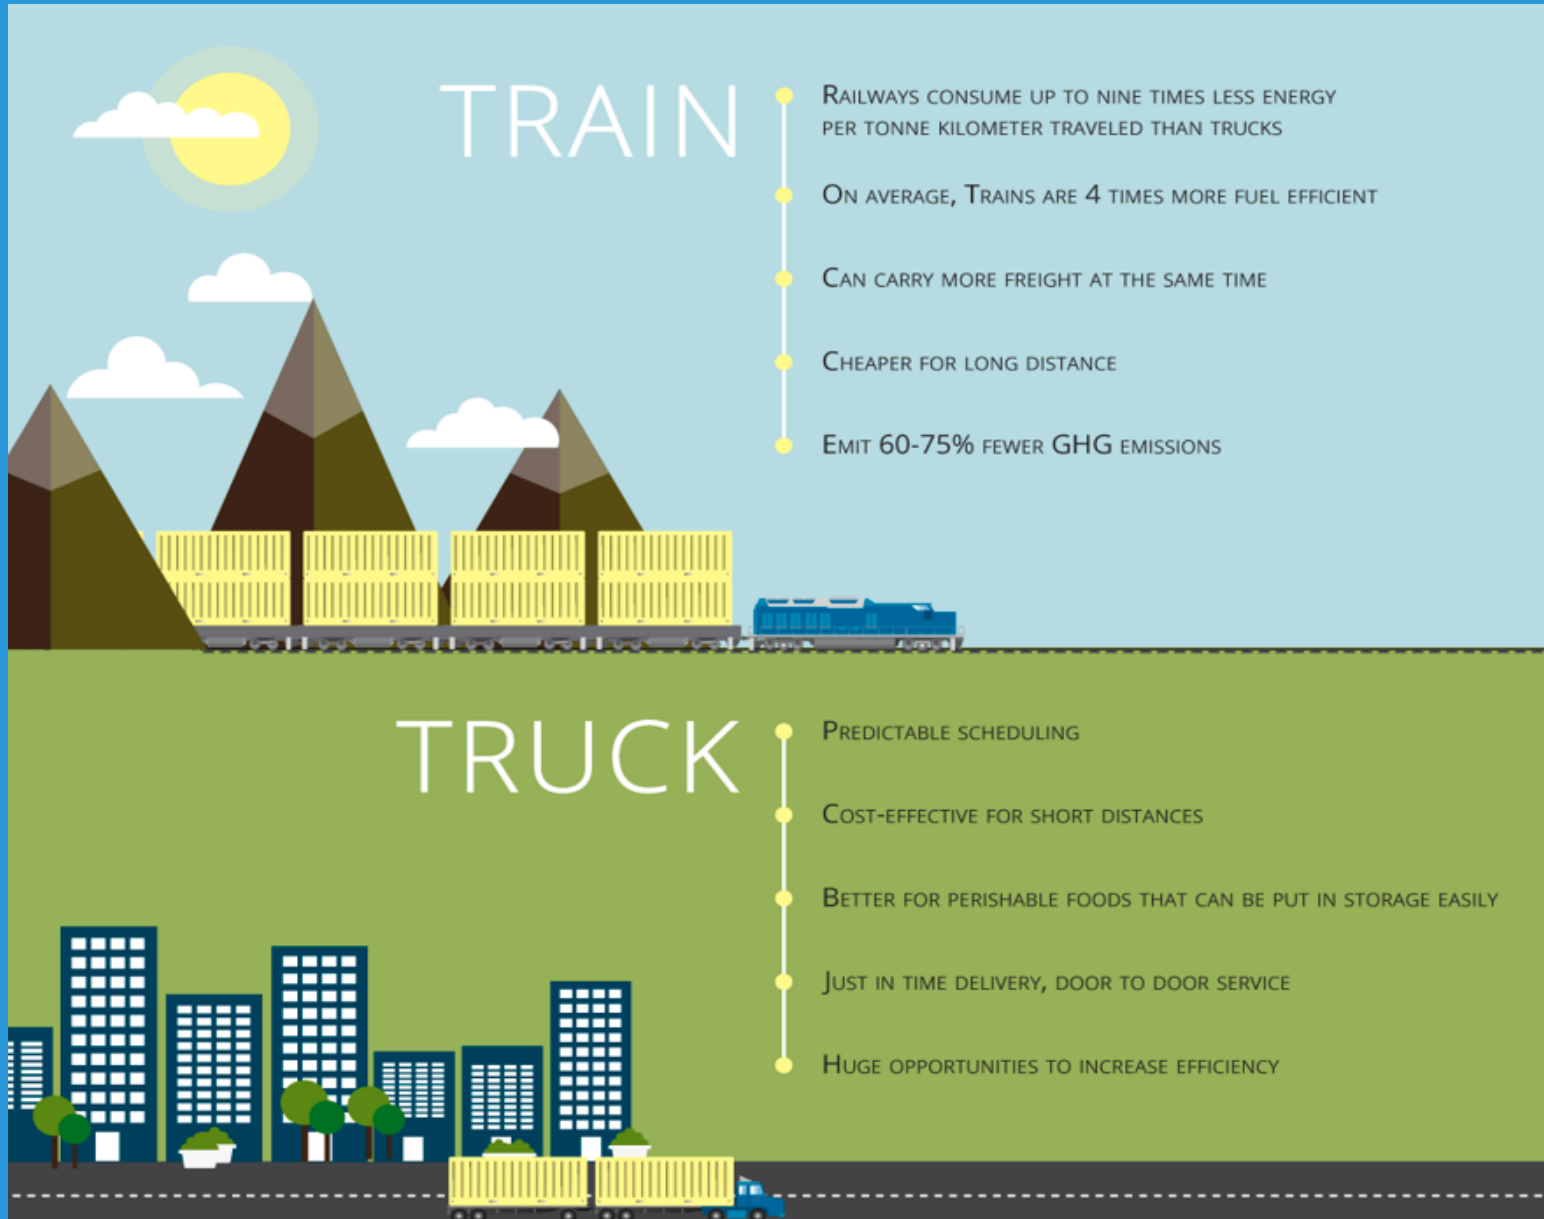 TRAIN
Railways consume up to nine times less energy
per tonne kilometer traveled than trucks
On average, Trains are 4 times more fuel efficient
Can carry more freight at the same time
Cheaper for long distance
Emit 60-75% fewer GHG emissions
TRUCK
Predictable scheduling
Cost-effective for short distances
Better for perishable foods that can be put in storage easily
Just in time delivery, door to door service
Huge opportunities to increase efficiency